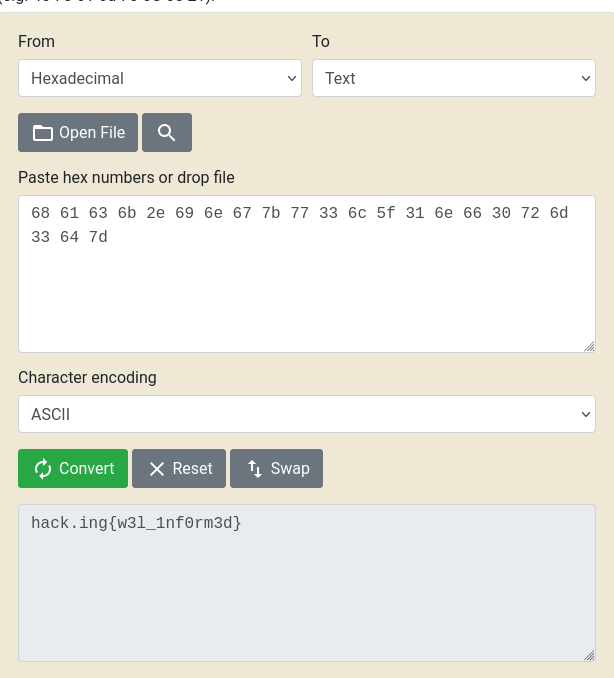 From
To
Hexadecimal
Text
Open File
Paste hex numbers or drop file
68 61 63 6b 2e 69 6e 67 7b 77 33 6c 5f 31 6e 66 30 72 6d
33 64 7d
Character encoding
ASCII
Convert
Reset
Swap
hack.ing{w3l_1nf0rm3d}